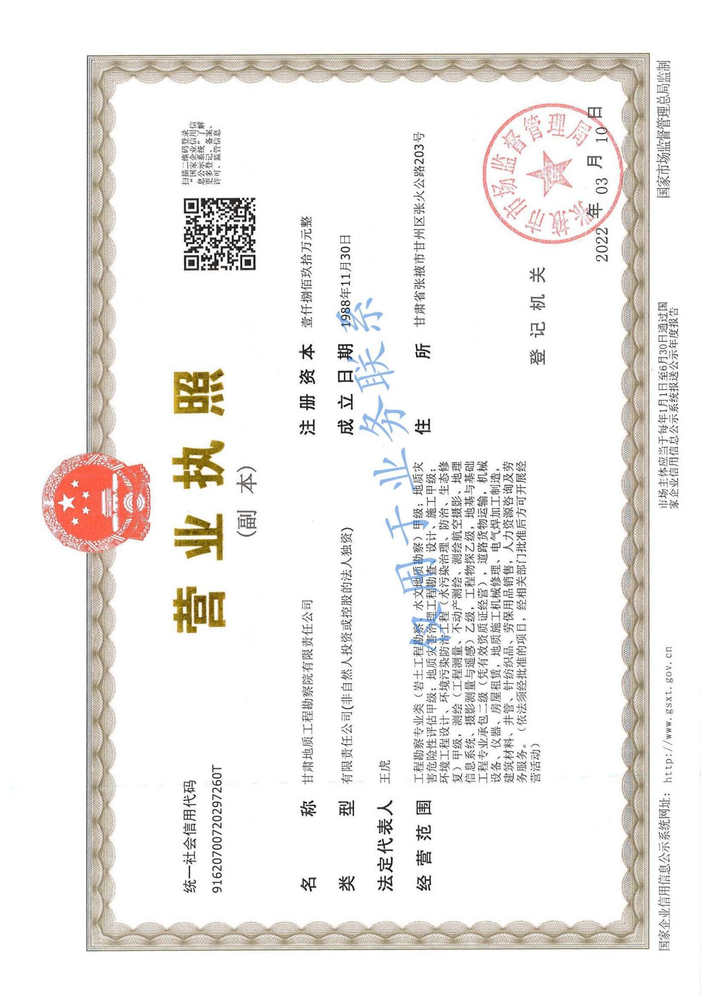 营业执照
(副本)
统一社会信用代码
91620700720297260T
扫描二维码登录
“国家企业信用信
息公示系统”了解
更多登记、备案、
许可、监管信息
名称 甘肃地质工程勘察院有限责任公司
类型 有限责任公司(非自然人投资或控股的法人独资)
法定代表人 王虎
经营范围 工程勘察专业类（岩土工程勘察、水文地质勘察）甲级；地质灾
害危险性评估甲级；地质灾害治理工程勘查、设计、施工甲级；
环境工程设计、环境污染防治工程（水污染治理、防治、生态修
复）甲级，测绘（工程测量、不动产测绘、测绘航空摄影、地理
信息系统、摄影测量与遥感）乙级，工程物探乙级，地基与基础
工程专业承包二级（凭有效资质证经营），道路货物运输，机械
设备、仪器、房屋租赁，地质施工机械修理、电气焊加工制造，
建筑材料、井管、针纺织品、劳保用品销售，人力资源咨询及劳
务服务。（依法须经批准的项目，经相关部门批准后方可开展经
营活动）
注册资本 壹仟捌佰玖拾万元整
成立日期 1988年11月30日
住所 甘肃省张掖市甘州区张火公路203号
仅用于业务联系
登记机关
张掖市市场监督管理局
2022年03月10日
国家企业信用信息公示系统网址：http://www.gsxt.gov.cn
市场主体应当于每年1月1日至6月30日通过国
家企业信用信息公示系统报送公示年度报告
国家市场监督管理总局监制